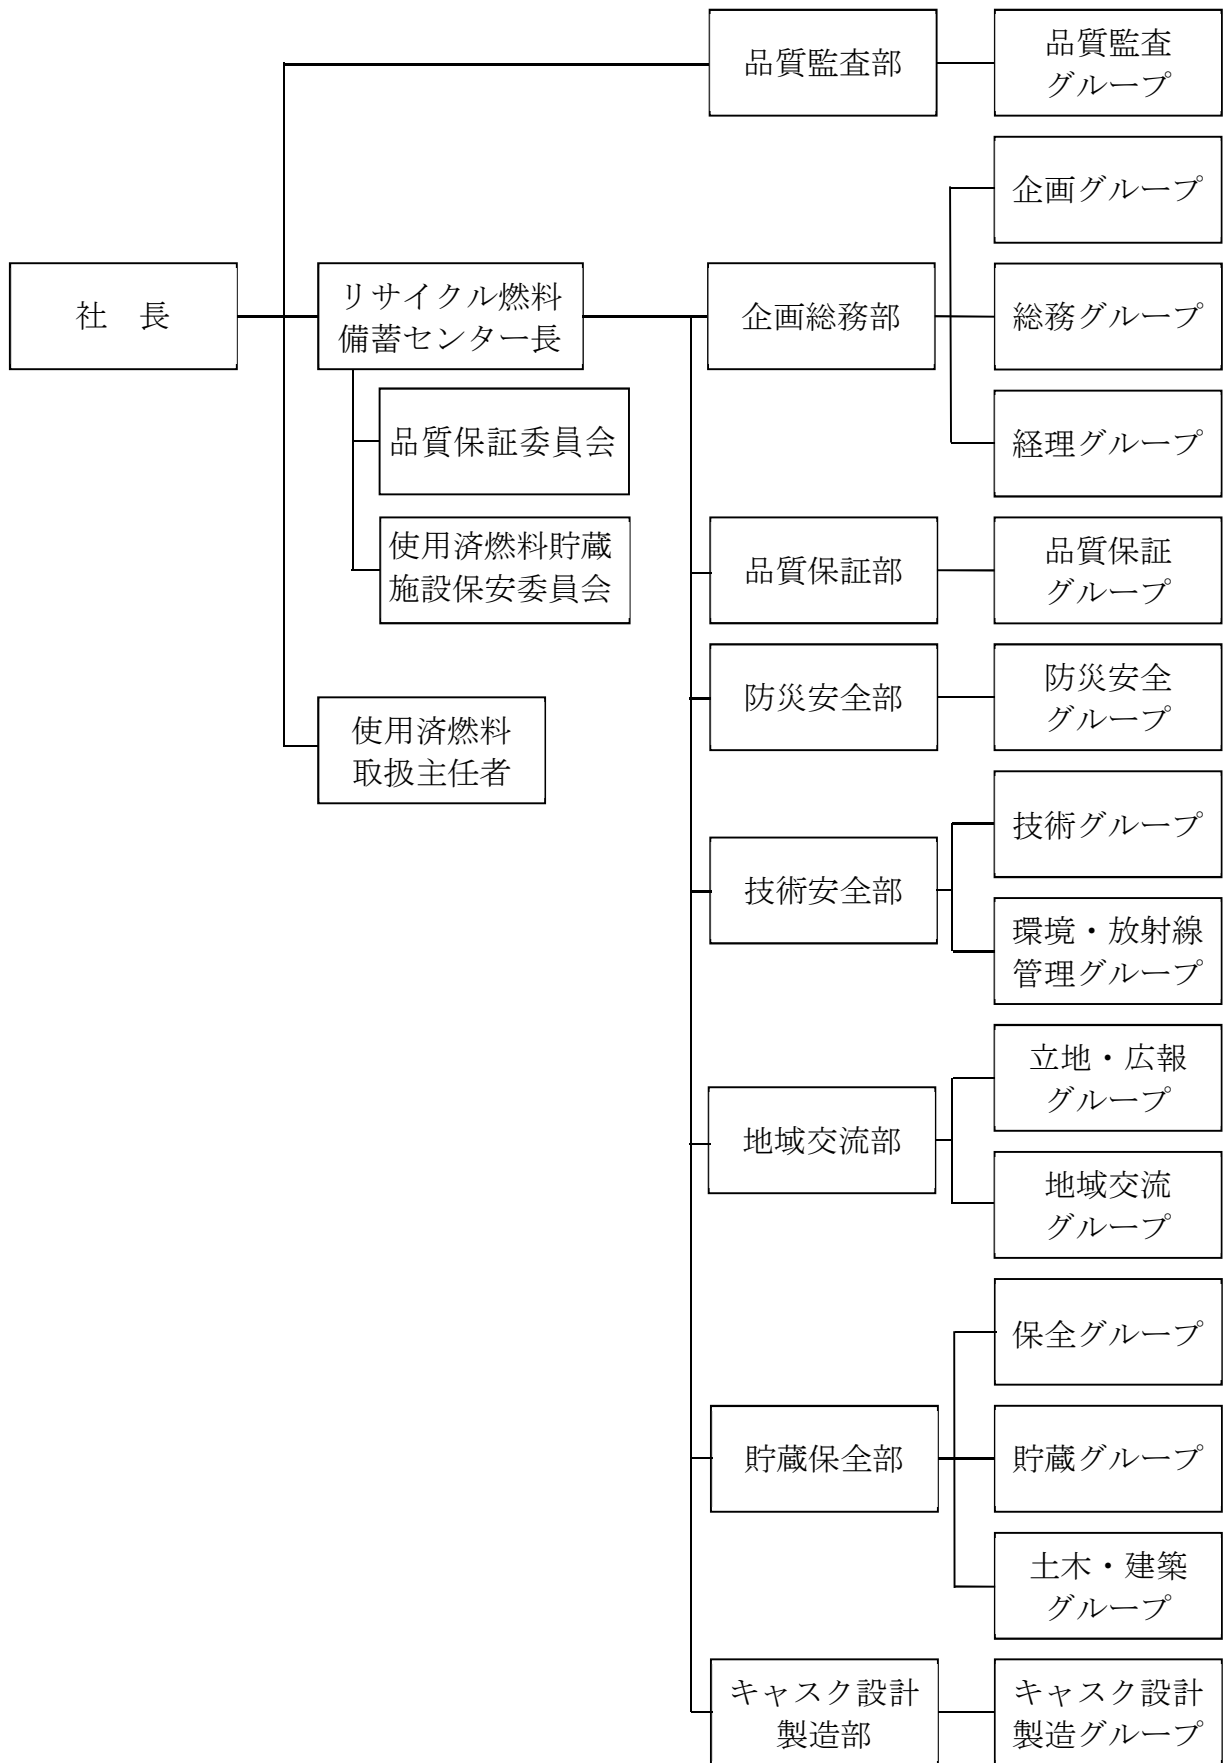 品質監査部
品質監査
グループ
企画グループ
社　長
リサイクル燃料
備蓄センター長
企画総務部
総務グループ
品質保証委員会
経理グループ
使用済燃料貯蔵
施設保安委員会
品質保証部
品質保証
グループ
防災安全部
防災安全
グループ
使用済燃料
取扱主任者
技術グループ
技術安全部
環境・放射線
管理グループ
立地・広報
グループ
地域交流部
地域交流
グループ
保全グループ
貯蔵保全部
貯蔵グループ
土木・建築
グループ
キャスク設計
製造部
キャスク設計
製造グループ